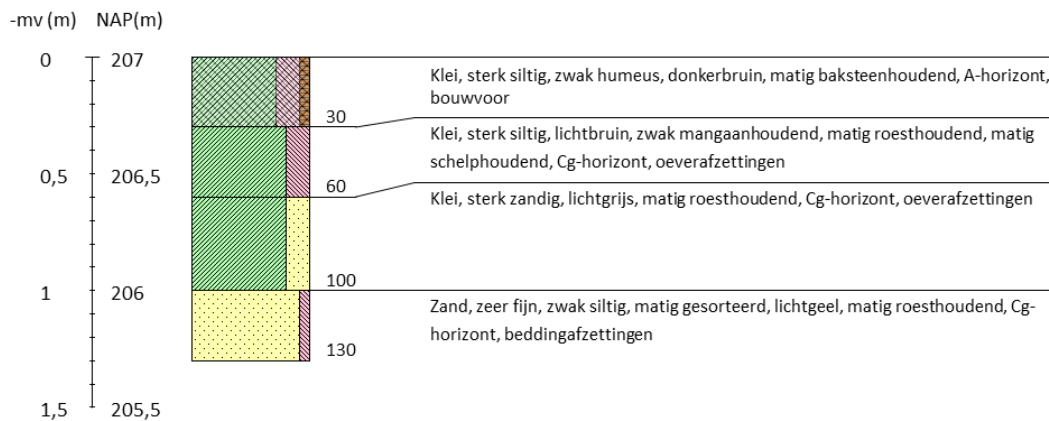 -mv (m) NAP(m)
0 207
Klei, sterk siltig, zwak humeus, donkerbruin, matig baksteenhoudend, A-horizont,
bouwvoor
30
Klei, sterk siltig, lichtbruin, zwak mangaanhoudend, matig roesthoudend, matig
schelphoudend, Cg-horizont, oeverafzettingen
0,5 206,5
60
Klei, sterk zandig, lichtgrijs, matig roesthoudend, Cg-horizont, oeverafzettingen
100
1 206
Zand, zeer fijn, zwak siltig, matig gesorteerd, lichtgeel, matig roesthoudend, Cg-
horizont, beddingafzettingen
130
1,5 205,5